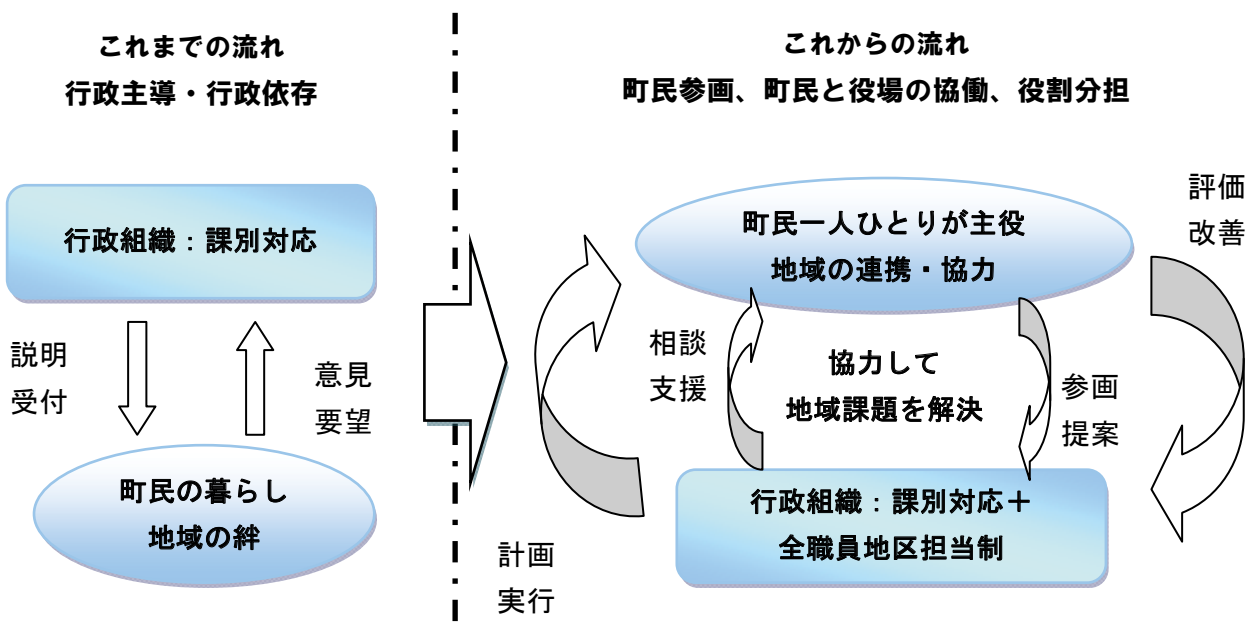 これまでの流れ
行政主導・行政依存
行政組織：課別対応
説明
受付
意見
要望
町民の暮らし
地域の絆
これからの流れ
町民参画、町民と役場の協働、役割分担
町民一人ひとりが主役
地域の連携・協力
評価
改善
相談
支援
協力して
地域課題を解決
参画
提案
行政組織：課別対応＋
全職員地区担当制
計画
実行